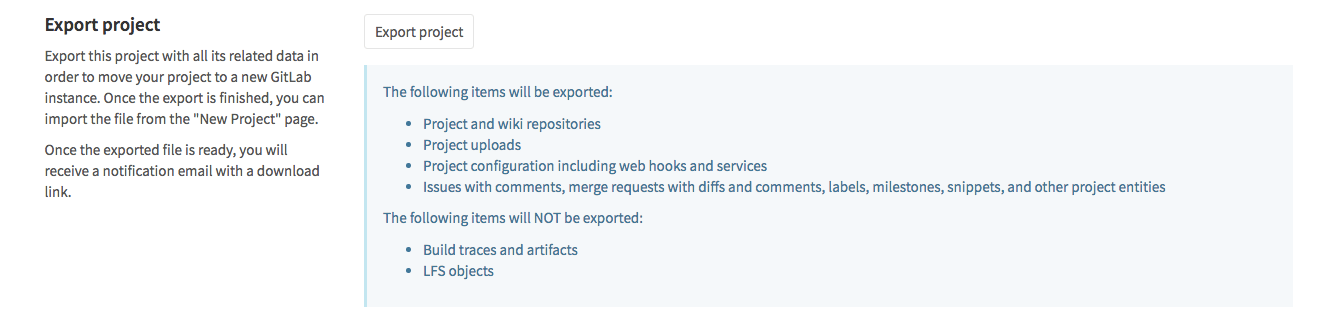 Export project
Export this project with all its related data in
order to move your project to a new GitLab
instance. Once the export is finished, you can
import the file from the "New Project" page.
Once the exported file is ready, you will
receive a notification email with a download
link.
Export project
The following items will be exported:
Project and wiki repositories
Project uploads
Project configuration including web hooks and services
Issues with comments, merge requests with diffs and comments, labels, milestones, snippets, and other project entities
The following items will NOT be exported:
Build traces and artifacts
LFS objects